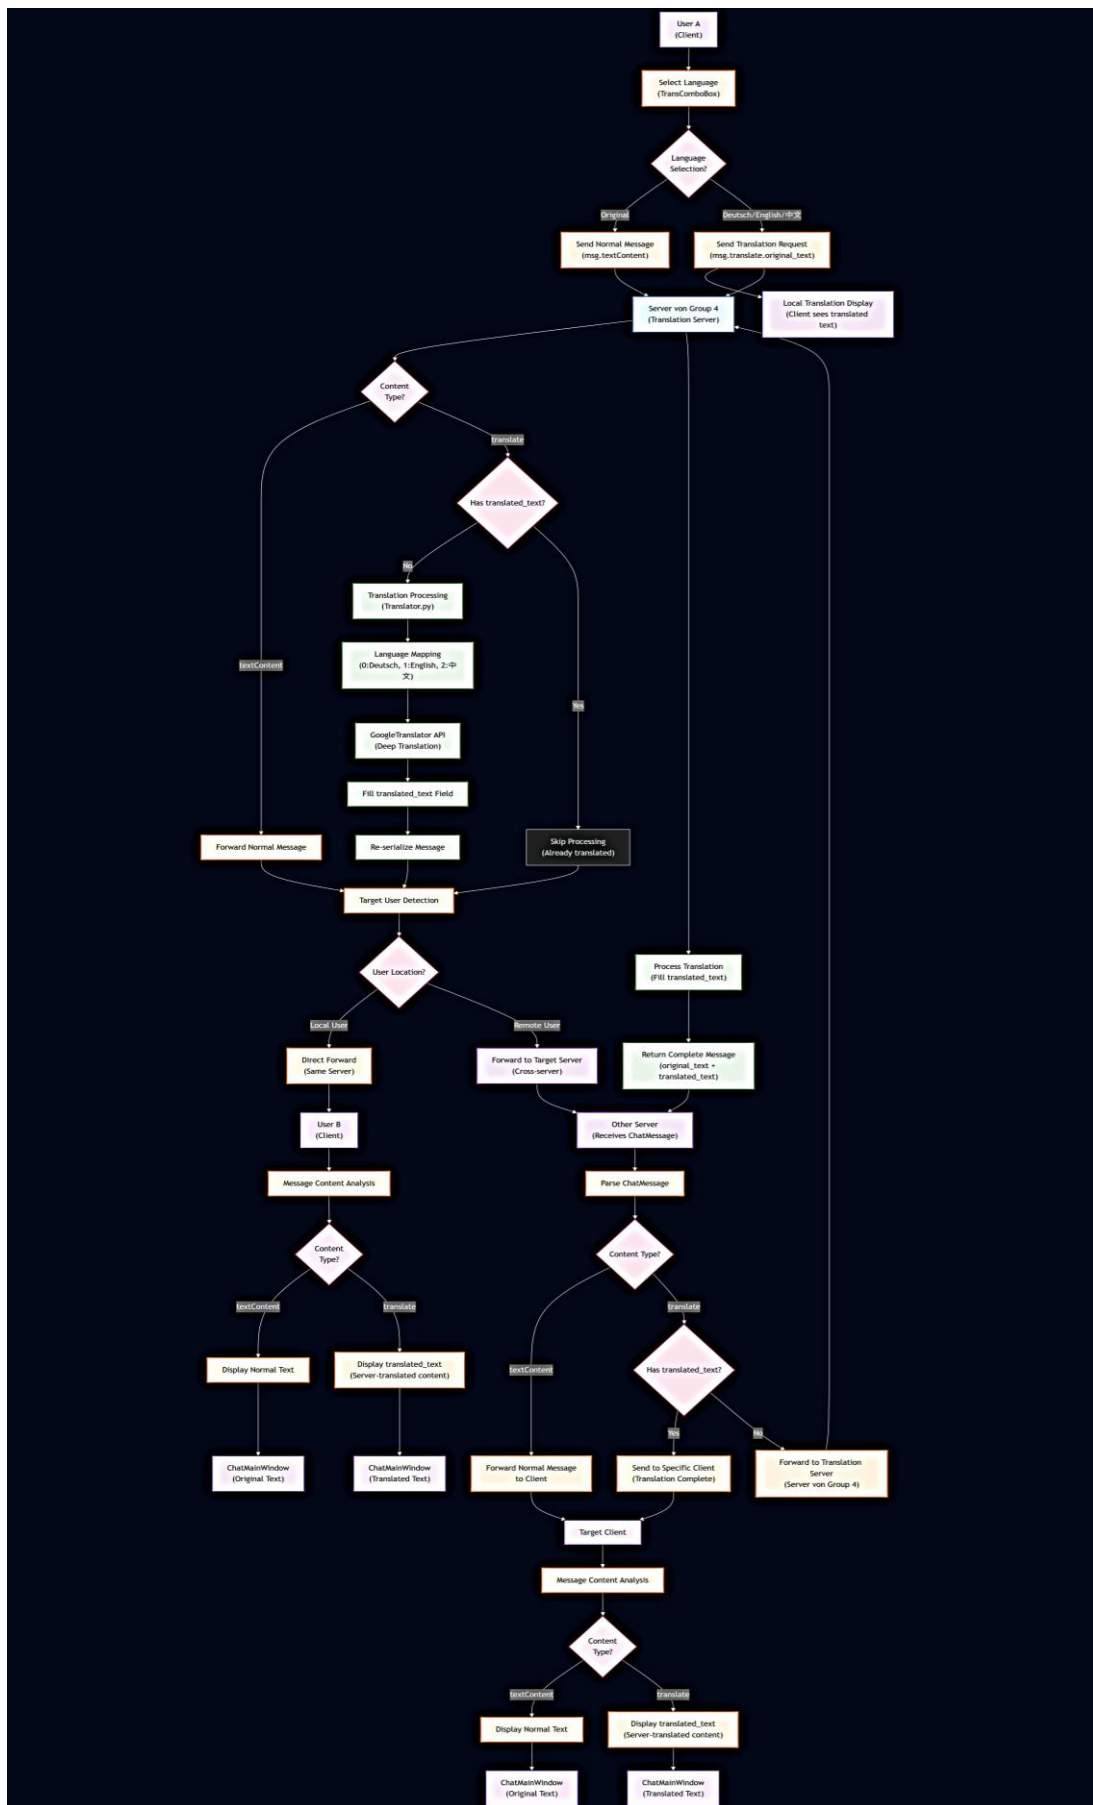 User A
(Client)
Select Language
(TransComboBox)
Language
Selection?
Original
Deutsch/English/中文
Send Normal Message
(msg.textContent)
Send Translation Request
(msg.translate.original_text)
Server von Group 4
(Translation Server)
Local Translation Display
(Client sees translated
text)
Content
Type?
translate
Has translated_text?
No
Translation Processing
(Translator.py)
Language Mapping
(0:Deutsch, 1:English, 2:中
文)
textContent
Yes
GoogleTranslator API
(Deep Translation)
Fill translated_text Field
Forward Normal Message
Re-serialize Message
Skip Processing
(Already translated)
Target User Detection
User Location?
Process Translation
(Fill translated_text)
Local User
Remote User
Direct Forward
(Same Server)
Forward to Target Server
(Cross-server)
Return Complete Message
(original_text +
translated_text)
User B
(Client)
Other Server
(Receives ChatMessage)
Message Content Analysis
Parse ChatMessage
Content
Type?
Content Type?
textContent
translate
translate
Display Normal Text
Display translated_text
(Server-translated content)
textContent
Has translated_text?
Yes
No
ChatMainWindow
(Original Text)
ChatMainWindow
(Translated Text)
Forward Normal Message
to Client
Send to Specific Client
(Translation Complete)
Forward to Translation
Server
(Server von Group 4)
Target Client
Message Content Analysis
Content
Type?
textContent
translate
Display Normal Text
Display translated_text
(Server-translated content)
ChatMainWindow
(Original Text)
ChatMainWindow
(Translated Text)